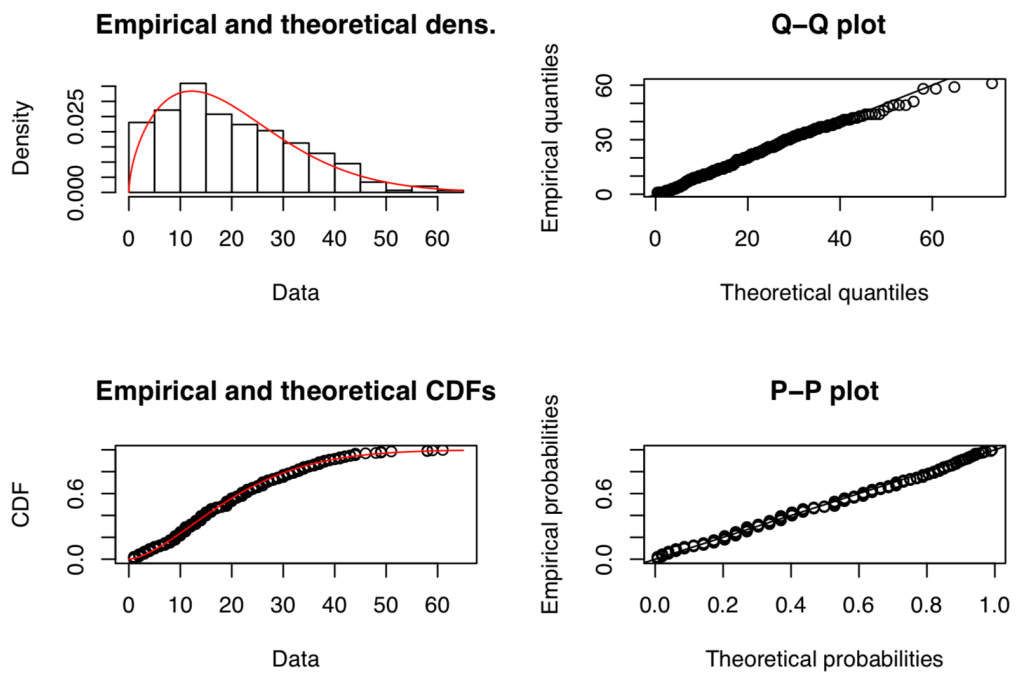 Empirical and theoretical dens.
Density
0.000 0.025
0 10 20 30 40 50 60
Data
Q−Q plot
Empirical quantiles
0 30 60
0 20 40 60
Theoretical quantiles
Empirical and theoretical CDFs
CDF
0.0 0.6
0 10 20 30 40 50 60
Data
P−P plot
Empirical probabilities
0.0 0.6
0.0 0.2 0.4 0.6 0.8 1.0
Theoretical probabilities